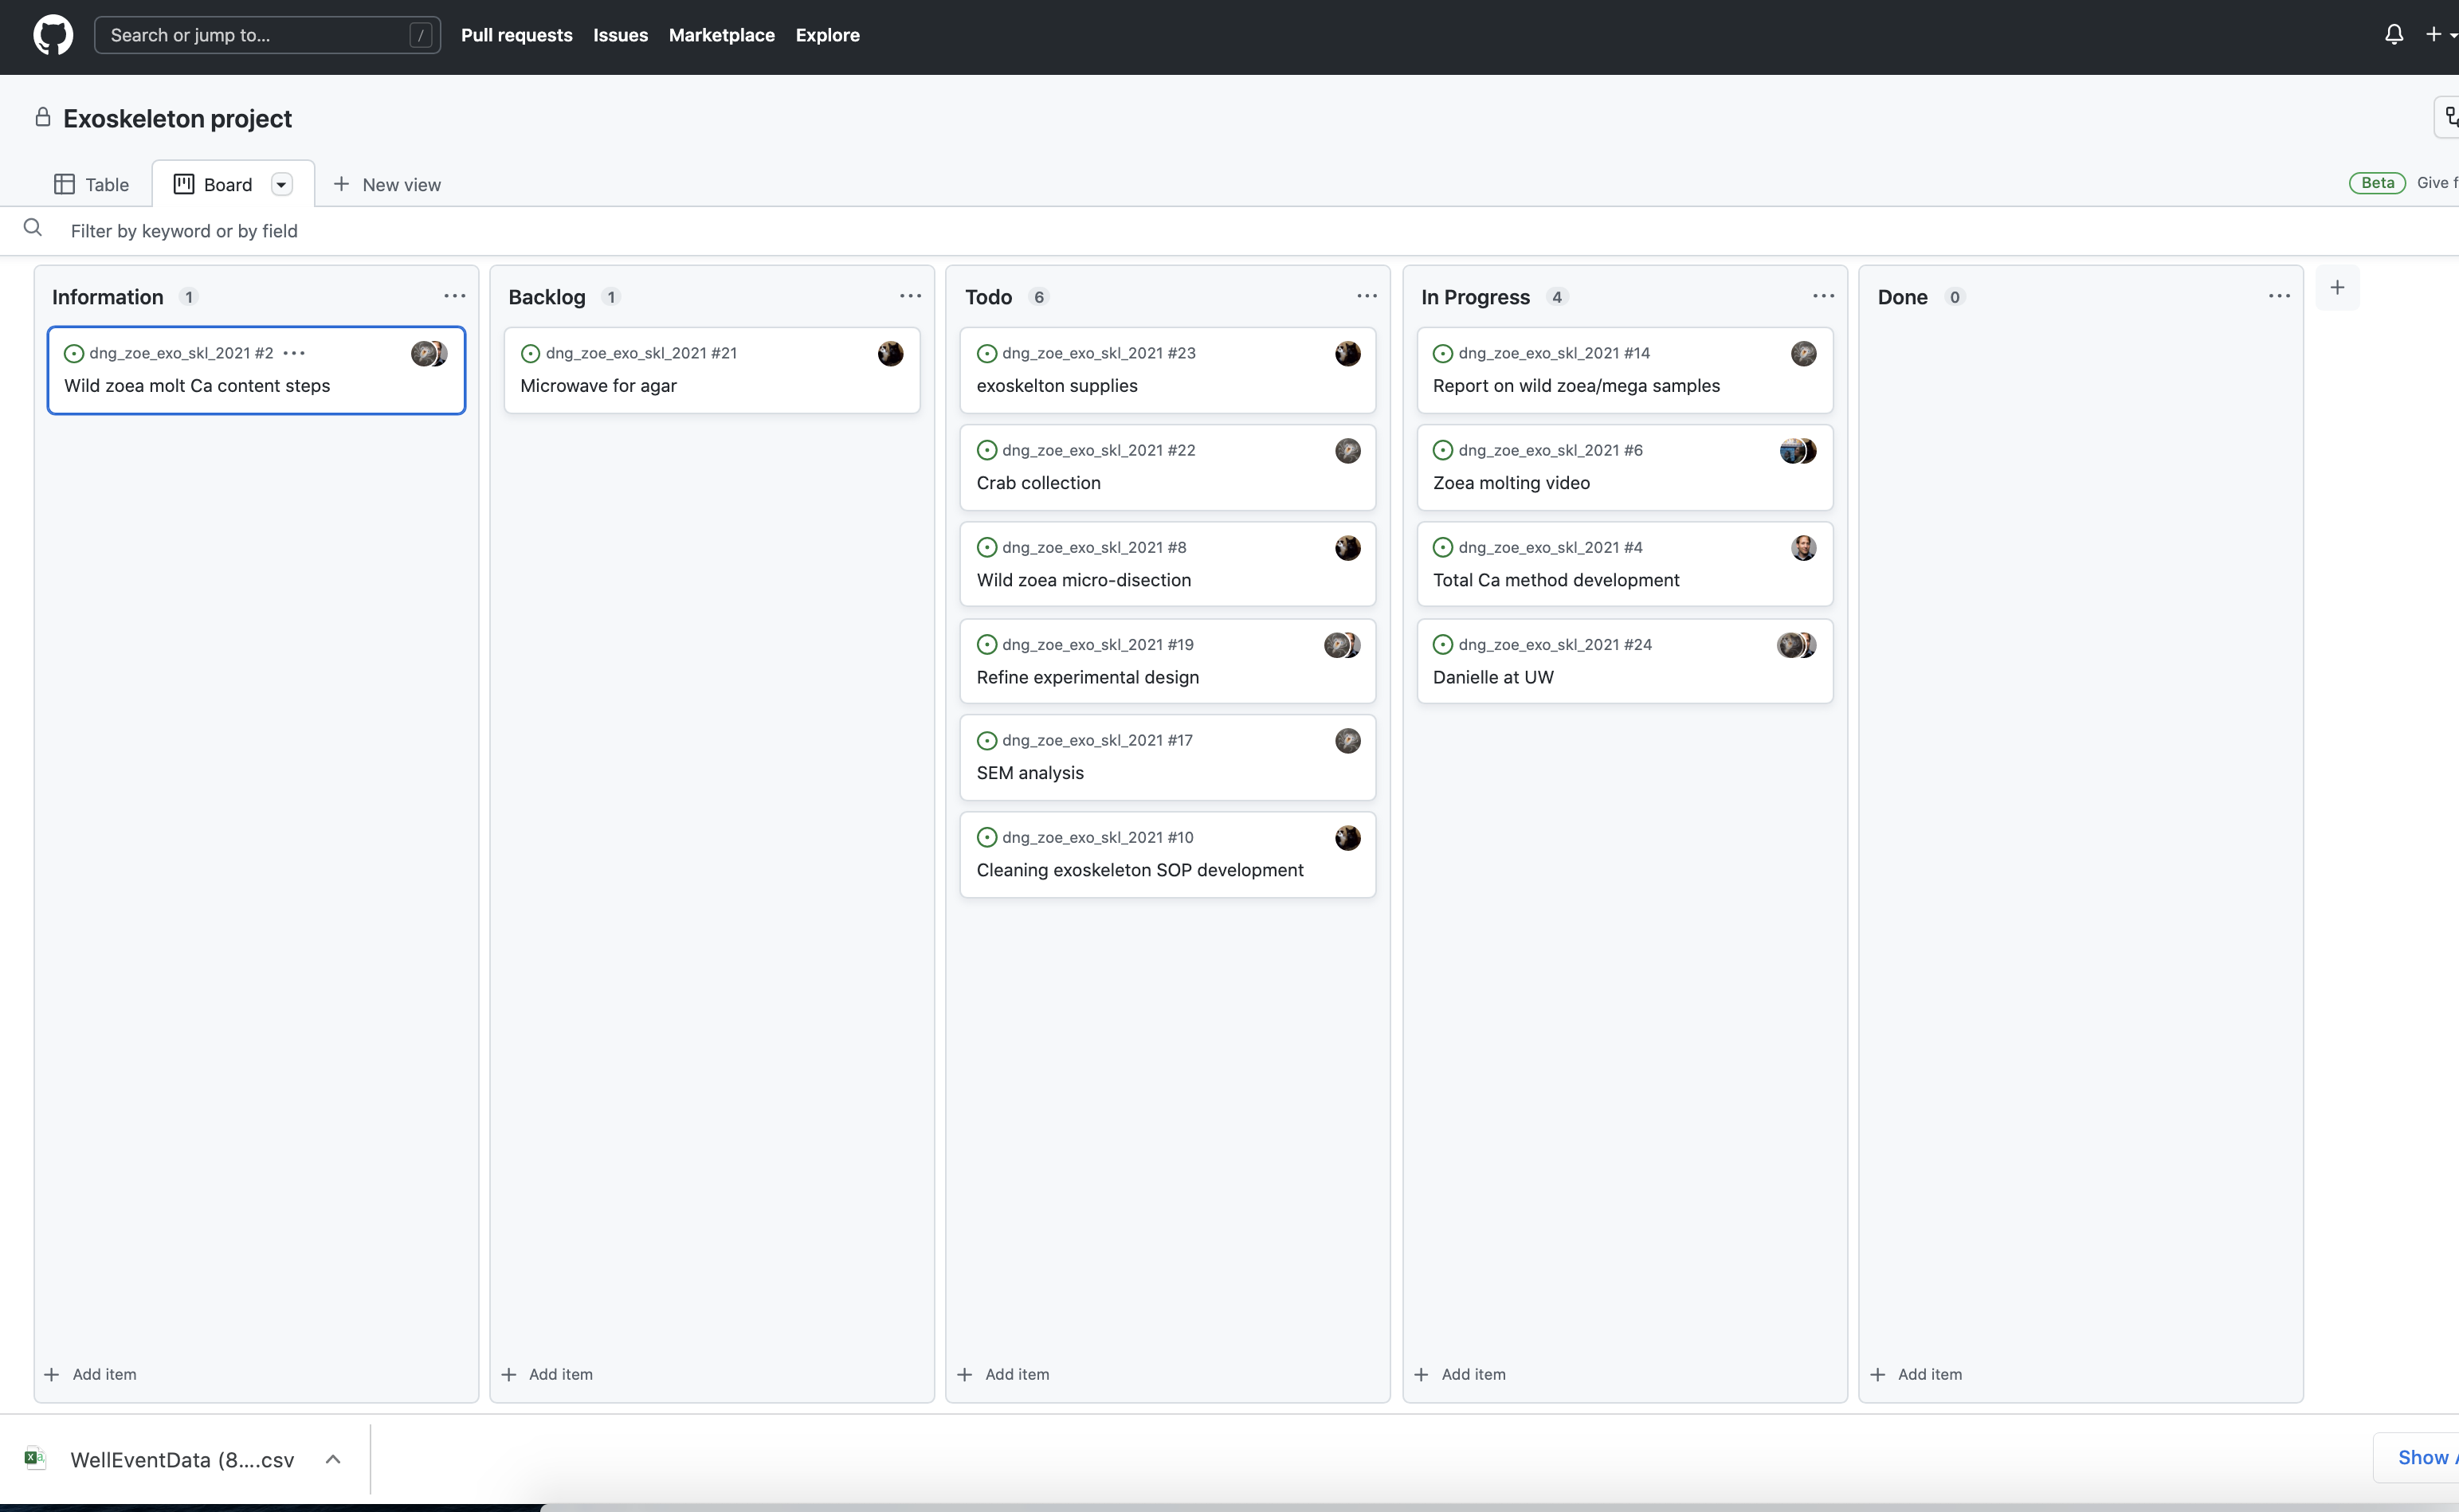 Search or jump to... /
Pull requests Issues Marketplace Explore
Exoskeleton project
Table Board New view
Beta Give f
Filter by keyword or by field
Information 1
dng_zoe_exo_skl_2021 #2
Wild zoea molt Ca content steps
Add item
Backlog 1
dng_zoe_exo_skl_2021 #21
Microwave for agar
Add item
Todo 6
dng_zoe_exo_skl_2021 #23
exoskelton supplies
dng_zoe_exo_skl_2021 #22
Crab collection
dng_zoe_exo_skl_2021 #8
Wild zoea micro-disection
dng_zoe_exo_skl_2021 #19
Refine experimental design
dng_zoe_exo_skl_2021 #17
SEM analysis
dng_zoe_exo_skl_2021 #10
Cleaning exoskeleton SOP development
Add item
In Progress 4
dng_zoe_exo_skl_2021 #14
Report on wild zoea/mega samples
dng_zoe_exo_skl_2021 #6
Zoea molting video
dng_zoe_exo_skl_2021 #4
Total Ca method development
dng_zoe_exo_skl_2021 #24
Danielle at UW
Add item
Done 0
Add item
WellEventData (8....csv
Show